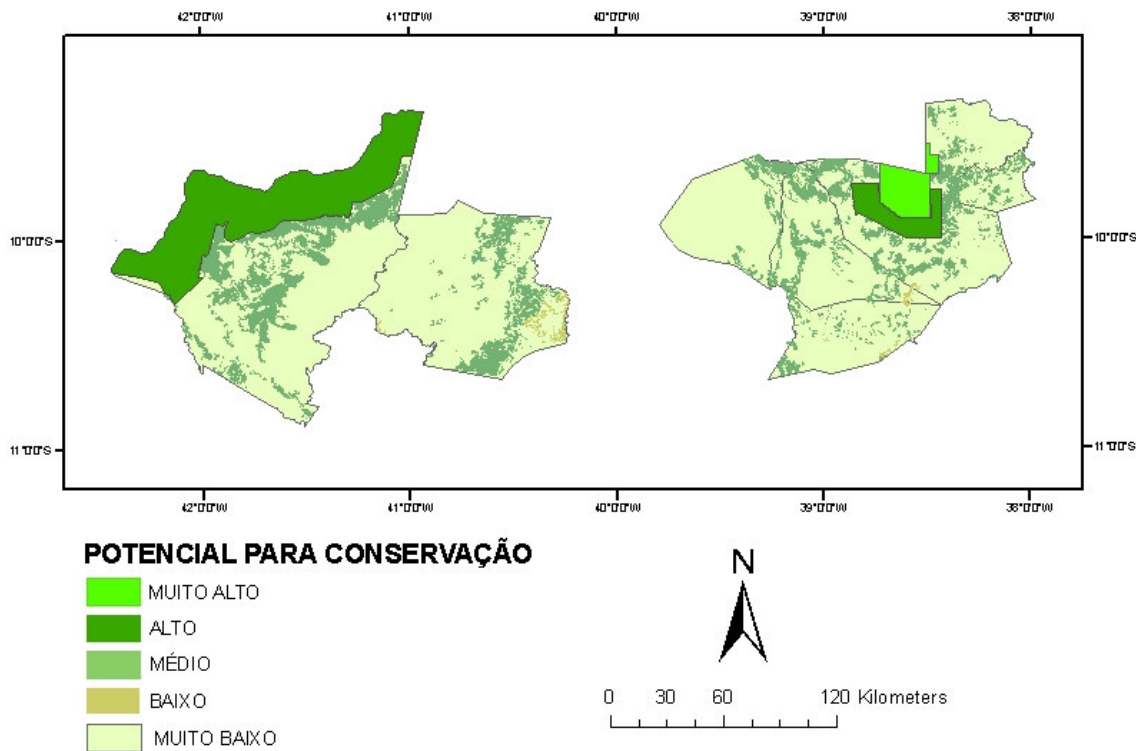 42°0'0"W 41°0'0"W 40°0'0"W 39°0'0"W 38°0'0"W
10°0'0"S 10°0'0"S
11°0'0"S 11°0'0"S
42°0'0"W 41°0'0"W 40°0'0"W 39°0'0"W 38°0'0"W
POTENCIAL PARA CONSERVAÇÃO
MUITO ALTO
ALTO
MÉDIO
BAIXO
MUITO BAIXO
N
0 30 60 120 Kilometers